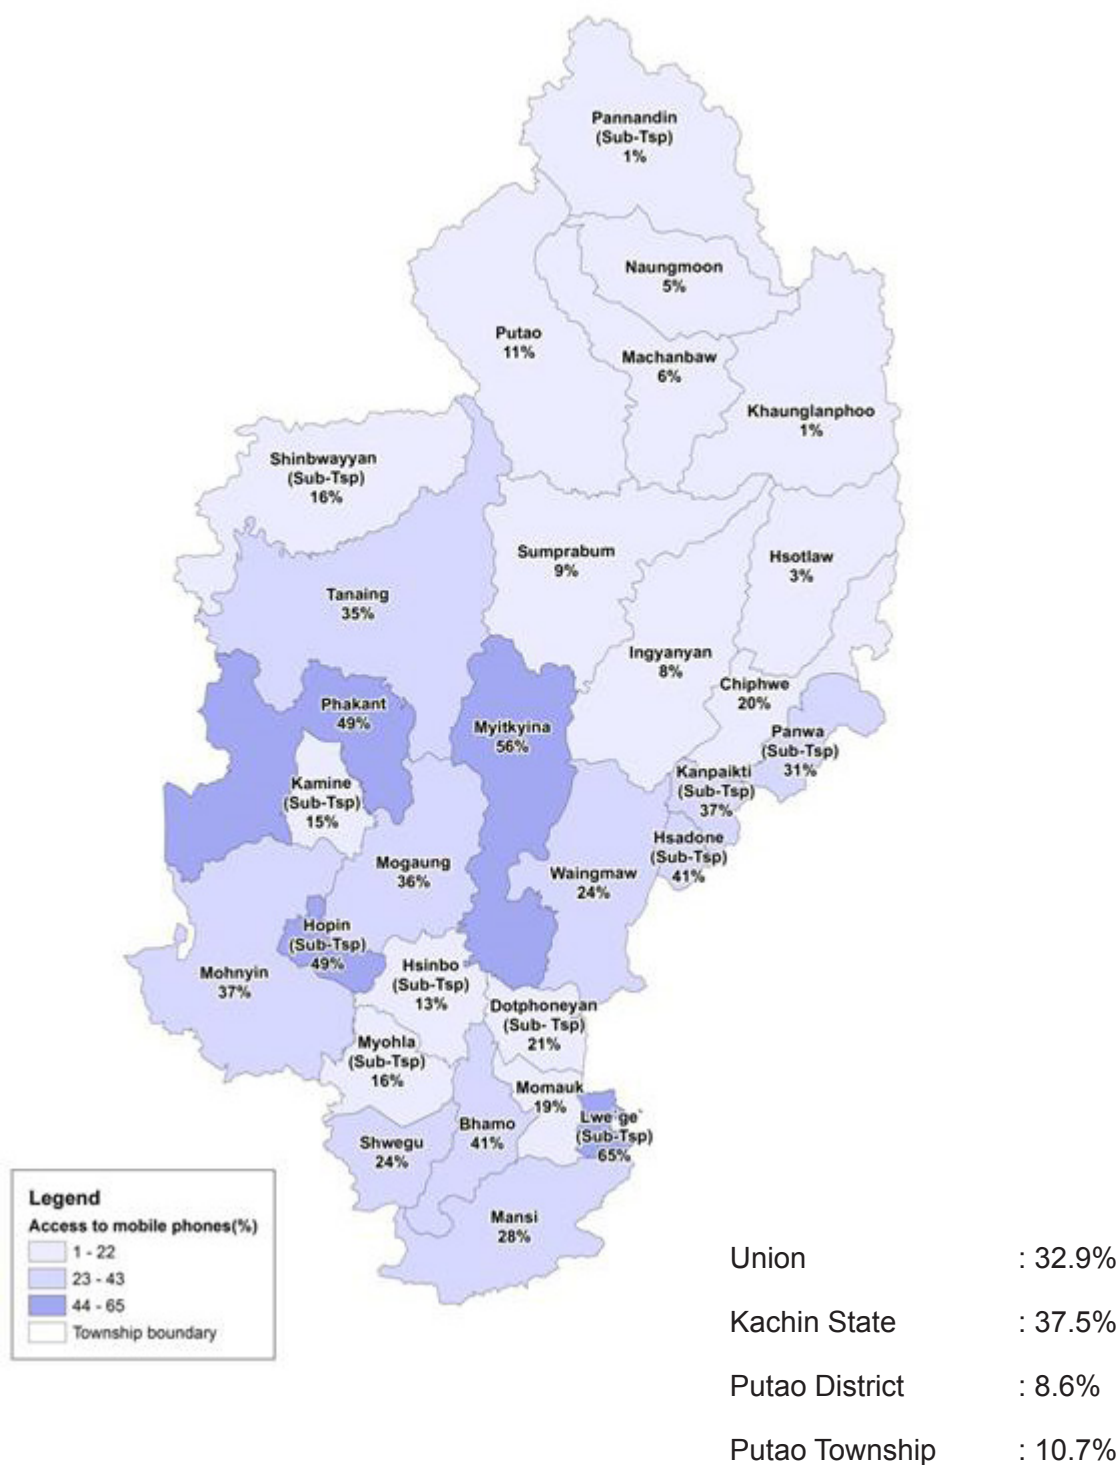 Pannandin
(Sub-Tsp)
1%
Naungmoon
5%
Putao
11%
Machanbaw
6%
Khaunglanphoo
1%
Shinbwayyan
(Sub-Tsp)
16%
Sumprabum
9%
Hsotlaw
3%
Tanaing
35%
Ingyanyan
8%
Chiphwe
20%
Phakant
49%
Myitkyina
56%
Panwa
(Sub-Tsp)
31%
Kanpaikti
(Sub-Tsp)
37%
Kamine
(Sub-Tsp)
15%
Hsadone
(Sub-Tsp)
41%
Mogaung
36%
Waingmaw
24%
Hopin
(Sub-Tsp)
49%
Mohnyin
37%
Hsinbo
(Sub-Tsp)
13%
Dotphoneyan
(Sub- Tsp)
21%
Myohla
(Sub-Tsp)
16%
Momauk
19%
Lwe`ge`
(Sub-Tsp)
65%
Bhamo
41%
Shwegu
24%
Mansi
28%
Legend
Access to mobile phones(%)
1 - 22
23 - 43
44 - 65
Township boundary
Union : 32.9%
Kachin State : 37.5%
Putao District : 8.6%
Putao Township : 10.7%